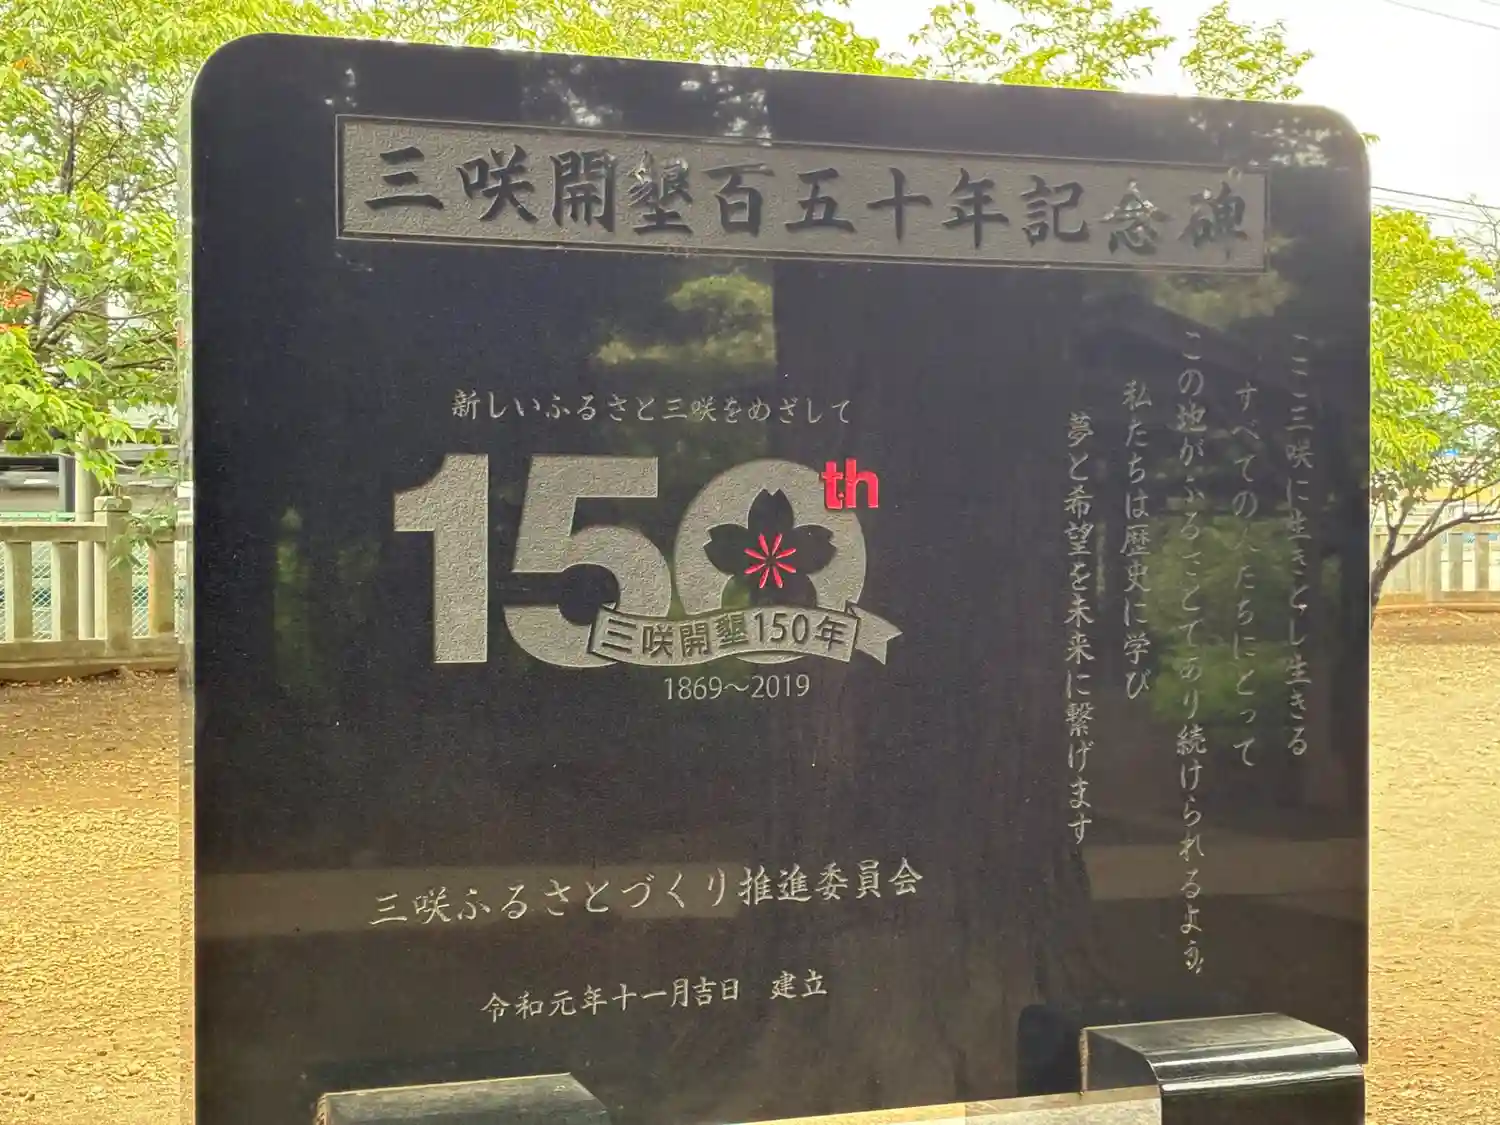 三咲開墾百五十年記念碑
ここ三咲に生きとし生きる
すべての人たちにとって
この地がふるさとであり続けられるよう
私たちは歴史に学び
夢と希望を未来に繋げます
新しいふるさと三咲をめざして
150th
三咲開墾150年
1869～2019
三咲ふるさとづくり推進委員会
令和元年十一月吉日 建立